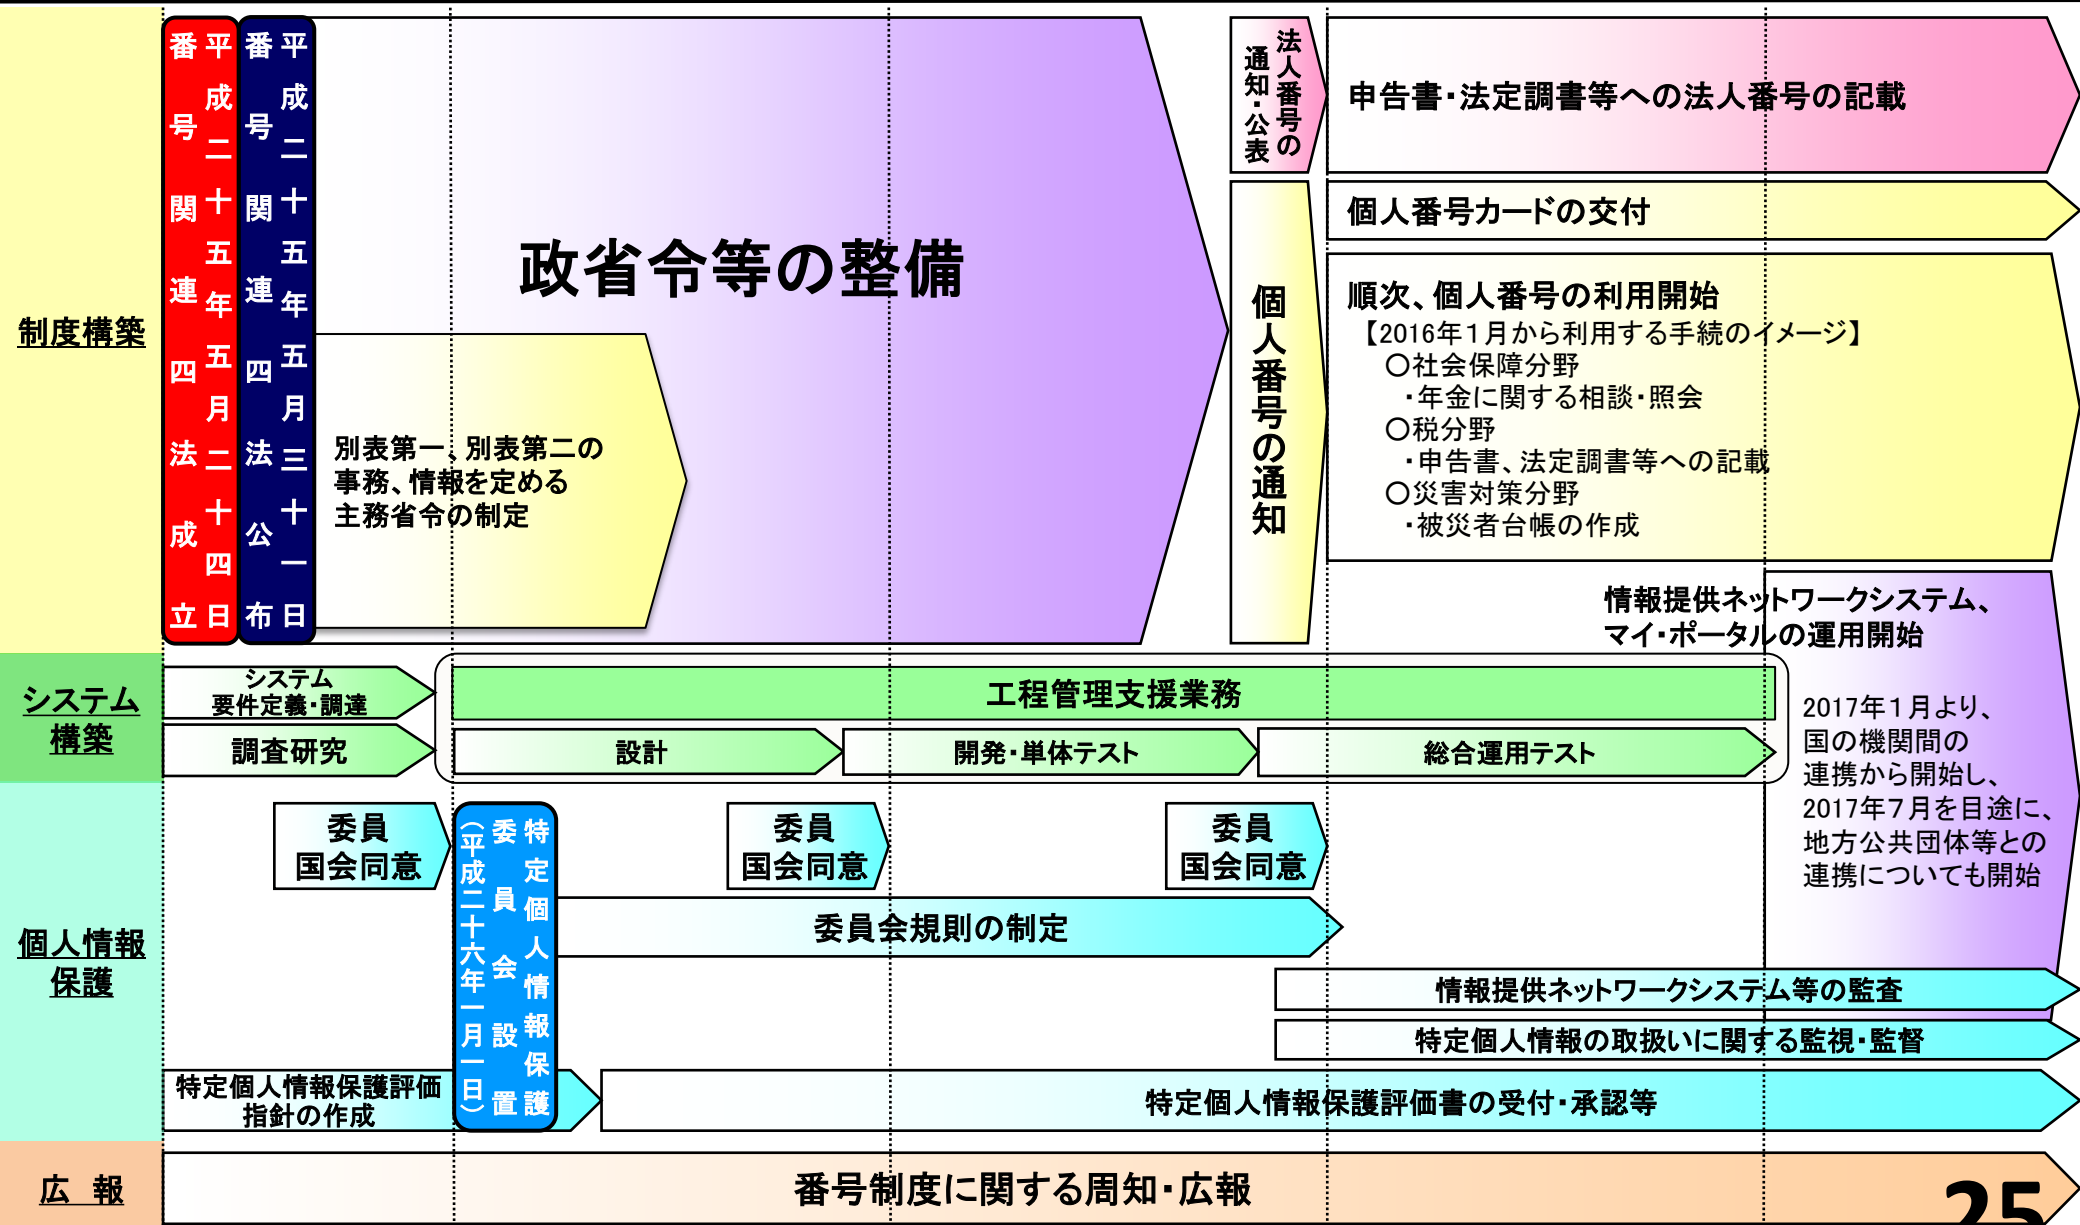 制度構築
平成二十五年五月二十四日
番号関連四法成立
平成二十五年五月三十一日
番号関連四法公布
政省令等の整備
別表第一、別表第二の
事務、情報を定める
主務省令の制定
法人番号の
通知・公表
個人番号の通知
申告書・法定調書等への法人番号の記載
個人番号カードの交付
順次、個人番号の利用開始
【2016年1月から利用する手続のイメージ】
○社会保障分野
・年金に関する相談・照会
○税分野
・申告書、法定調書等への記載
○災害対策分野
・被災者台帳の作成
情報提供ネットワークシステム、
マイ・ポータルの運用開始
2017年1月より、
国の機関間の
連携から開始し、
2017年7月を目途に、
地方公共団体等との
連携についても開始
システム
構築
システム
要件定義・調達
調査研究
工程管理支援業務
設計
開発・単体テスト
総合運用テスト
個人情報
保護
委員
国会同意
特定個人情報保護
委員会設置
(平成二十六年一月一日)
委員
国会同意
委員
国会同意
委員会規則の制定
情報提供ネットワークシステム等の監査
特定個人情報の取扱いに関する監視・監督
特定個人情報保護評価
指針の作成
特定個人情報保護評価書の受付・承認等
広 報
番号制度に関する周知・広報
25